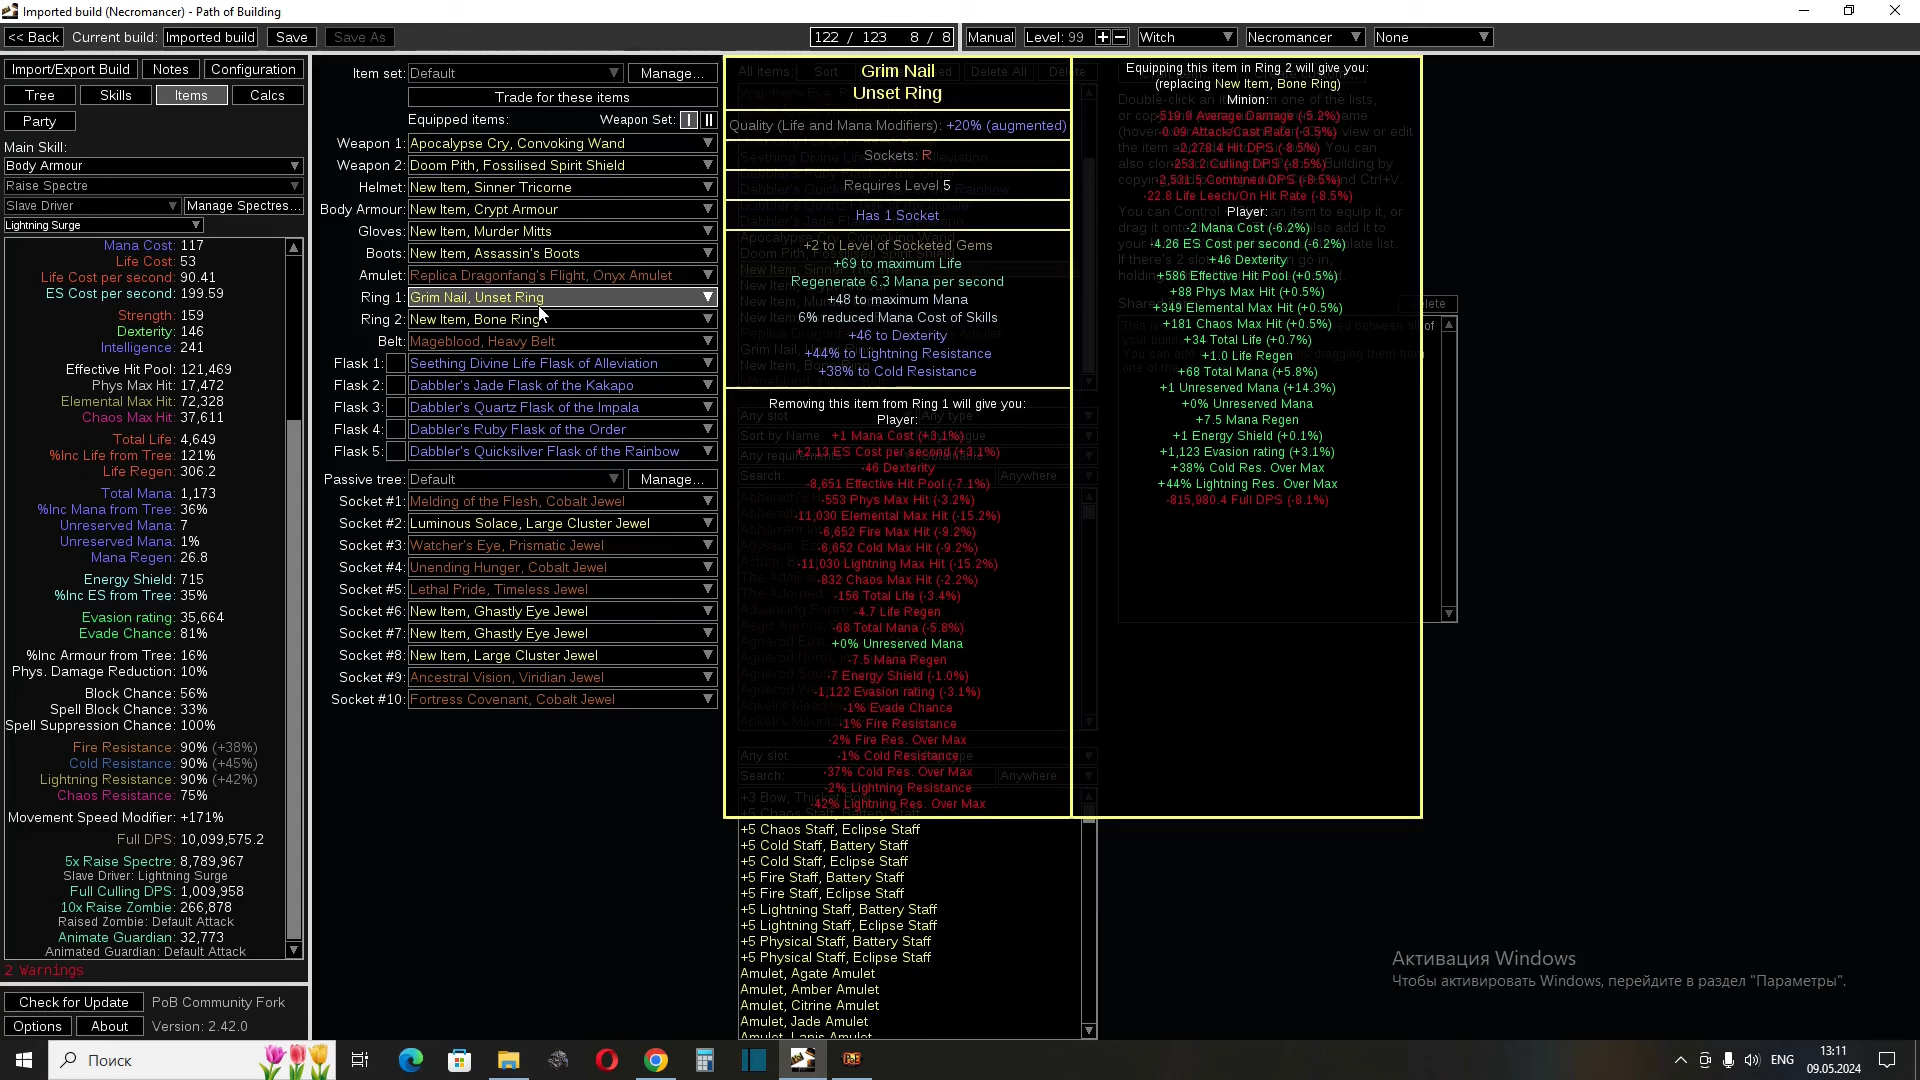 Imported build (Necromancer) - Path of Building
<< Back Current build: Imported build Save Save As 122 / 123 8 / 8 Manual Level: 99 Witch Necromancer None
Import/Export Build Notes Configuration
Tree Skills Items Calcs
Party
Main Skill:
Body Armour
Raise Spectre
Slave Driver Manage Spectres...
Lightning Surge
Mana Cost: 117
Life Cost: 53
Life Cost per second: 90.41
ES Cost per second: 199.59
Strength: 159
Dexterity: 146
Intelligence: 241
Effective Hit Pool: 121,469
Phys Max Hit: 17,472
Elemental Max Hit: 72,328
Chaos Max Hit: 37,611
Total Life: 4,649
%Inc Life from Tree: 121%
Life Regen: 306.2
Total Mana: 1,173
%Inc Mana from Tree: 36%
Unreserved Mana: 7
Unreserved Mana: 1%
Mana Regen: 26.8
Energy Shield: 715
%Inc ES from Tree: 35%
Evasion rating: 35,664
Evade Chance: 81%
%Inc Armour from Tree: 16%
Phys. Damage Reduction: 10%
Block Chance: 56%
Spell Block Chance: 33%
Spell Suppression Chance: 100%
Fire Resistance: 90% (+38%)
Cold Resistance: 90% (+45%)
Lightning Resistance: 90% (+42%)
Chaos Resistance: 75%
Movement Speed Modifier: +171%
Full DPS: 10,099,575.2
5x Raise Spectre: 8,789,967
Slave Driver: Lightning Surge
Full Culling DPS: 1,009,958
10x Raise Zombie: 266,878
Raised Zombie: Default Attack
Animate Guardian: 32,773
Animated Guardian: Default Attack
2 Warnings
Check for Update PoB Community Fork
Options About Version: 2.42.0
Item set: Default Manage...
Trade for these items
Equipped items: Weapon Set: I II
Weapon 1: Apocalypse Cry, Convoking Wand
Weapon 2: Doom Pith, Fossilised Spirit Shield
Helmet: New Item, Sinner Tricorne
Body Armour: New Item, Crypt Armour
Gloves: New Item, Murder Mitts
Boots: New Item, Assassin's Boots
Amulet: Replica Dragonfang's Flight, Onyx Amulet
Ring 1: Grim Nail, Unset Ring
Ring 2: New Item, Bone Ring
Belt: Mageblood, Heavy Belt
Flask 1: Seething Divine Life Flask of Alleviation
Flask 2: Dabbler's Jade Flask of the Kakapo
Flask 3: Dabbler's Quartz Flask of the Impala
Flask 4: Dabbler's Ruby Flask of the Order
Flask 5: Dabbler's Quicksilver Flask of the Rainbow
Passive tree: Default Manage...
Socket #1: Melding of the Flesh, Cobalt Jewel
Socket #2: Luminous Solace, Large Cluster Jewel
Socket #3: Watcher's Eye, Prismatic Jewel
Socket #4: Unending Hunger, Cobalt Jewel
Socket #5: Lethal Pride, Timeless Jewel
Socket #6: New Item, Ghastly Eye Jewel
Socket #7: New Item, Ghastly Eye Jewel
Socket #8: New Item, Large Cluster Jewel
Socket #9: Ancestral Vision, Viridian Jewel
Socket #10: Fortress Covenant, Cobalt Jewel
Grim Nail
Unset Ring
Quality (Life and Mana Modifiers): +20% (augmented)
Sockets: R
Requires Level 5
Has 1 Socket
+2 to Level of Socketed Gems
+69 to maximum Life
Regenerate 6.3 Mana per second
+48 to maximum Mana
6% reduced Mana Cost of Skills
+46 to Dexterity
+44% to Lightning Resistance
+38% to Cold Resistance
Removing this item from Ring 1 will give you:
Player:
+1 Mana Cost (+3.1%)
+2.13 ES Cost per second (+3.1%)
-46 Dexterity
-8,651 Effective Hit Pool (-7.1%)
-553 Phys Max Hit (-3.2%)
-11,030 Elemental Max Hit (-15.2%)
-6,652 Fire Max Hit (-9.2%)
-6,652 Cold Max Hit (-9.2%)
-11,030 Lightning Max Hit (-15.2%)
-832 Chaos Max Hit (-2.2%)
-156 Total Life (-3.4%)
-4.7 Life Regen
-68 Total Mana (-5.8%)
+0% Unreserved Mana
-7.5 Mana Regen
-7 Energy Shield (-1.0%)
-1,122 Evasion rating (-3.1%)
-1% Evade Chance
-1% Fire Resistance
-2% Fire Res. Over Max
-1% Cold Resistance
-37% Cold Res. Over Max
-2% Lightning Resistance
-42% Lightning Res. Over Max
Equipping this item in Ring 2 will give you:
(replacing New Item, Bone Ring)
Minion:
-519.9 Average Damage (-5.2%)
-0.09 Attack/Cast Rate (-3.5%)
-2,278.4 Hit DPS (-8.5%)
-253.2 Culling DPS (-8.5%)
-2,531.5 Combined DPS (-8.5%)
-22.8 Life Leech/On Hit Rate (-8.5%)
Player:
-2 Mana Cost (-6.2%)
-4.26 ES Cost per second (-6.2%)
+46 Dexterity
+586 Effective Hit Pool (+0.5%)
+88 Phys Max Hit (+0.5%)
+349 Elemental Max Hit (+0.5%)
+181 Chaos Max Hit (+0.5%)
+34 Total Life (+0.7%)
+1.0 Life Regen
+68 Total Mana (+5.8%)
+1 Unreserved Mana (+14.3%)
+0% Unreserved Mana
+7.5 Mana Regen
+1 Energy Shield (+0.1%)
+1,123 Evasion rating (+3.1%)
+38% Cold Res. Over Max
+44% Lightning Res. Over Max
-815,980.4 Full DPS (-8.1%)
+5 Chaos Staff, Eclipse Staff
+5 Cold Staff, Battery Staff
+5 Cold Staff, Eclipse Staff
+5 Fire Staff, Battery Staff
+5 Fire Staff, Eclipse Staff
+5 Lightning Staff, Battery Staff
+5 Lightning Staff, Eclipse Staff
+5 Physical Staff, Battery Staff
+5 Physical Staff, Eclipse Staff
Amulet, Agate Amulet
Amulet, Amber Amulet
Amulet, Citrine Amulet
Amulet, Jade Amulet
Amulet, Lapis Amulet
Активация Windows
Чтобы активировать Windows, перейдите в раздел "Параметры".
Поиск
ENG
13:11
09.05.2024